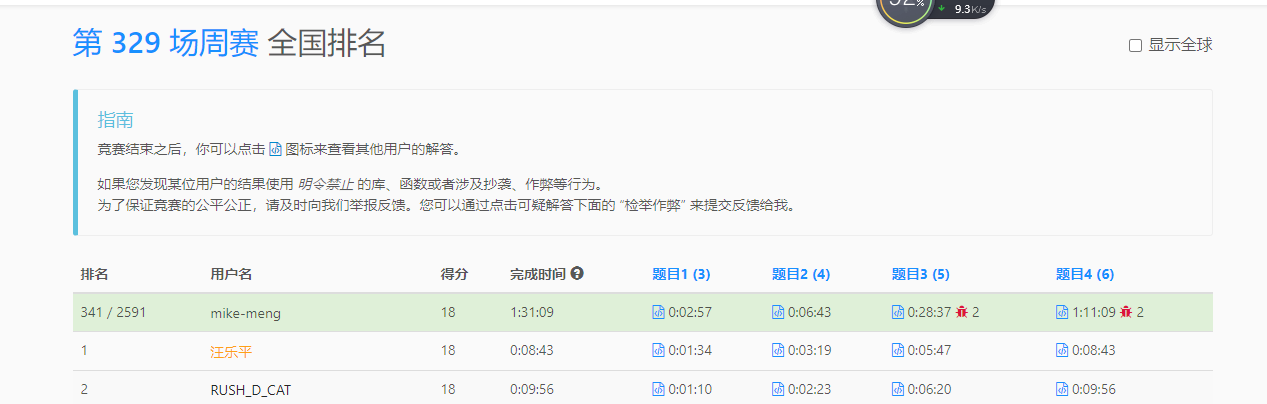 9.3K/s
第 329 场周赛 全国排名
显示全球
指南
竞赛结束之后，你可以点击 图标来查看其他用户的解答。
如果您发现某位用户的结果使用 明令禁止 的库、函数或者涉及抄袭、作弊等行为。
为了保证竞赛的公平公正，请及时向我们举报反馈。您可以通过点击可疑解答下面的 “检举作弊” 来提交反馈给我。
排名 用户名 得分 完成时间 题目1 (3) 题目2 (4) 题目3 (5) 题目4 (6)
341 / 2591 mike-meng 18 1:31:09 0:02:57 0:06:43 0:28:37 2 1:11:09 2
1 汪乐平 18 0:08:43 0:01:34 0:03:19 0:05:47 0:08:43
2 RUSH_D_CAT 18 0:09:56 0:01:10 0:02:23 0:06:20 0:09:56